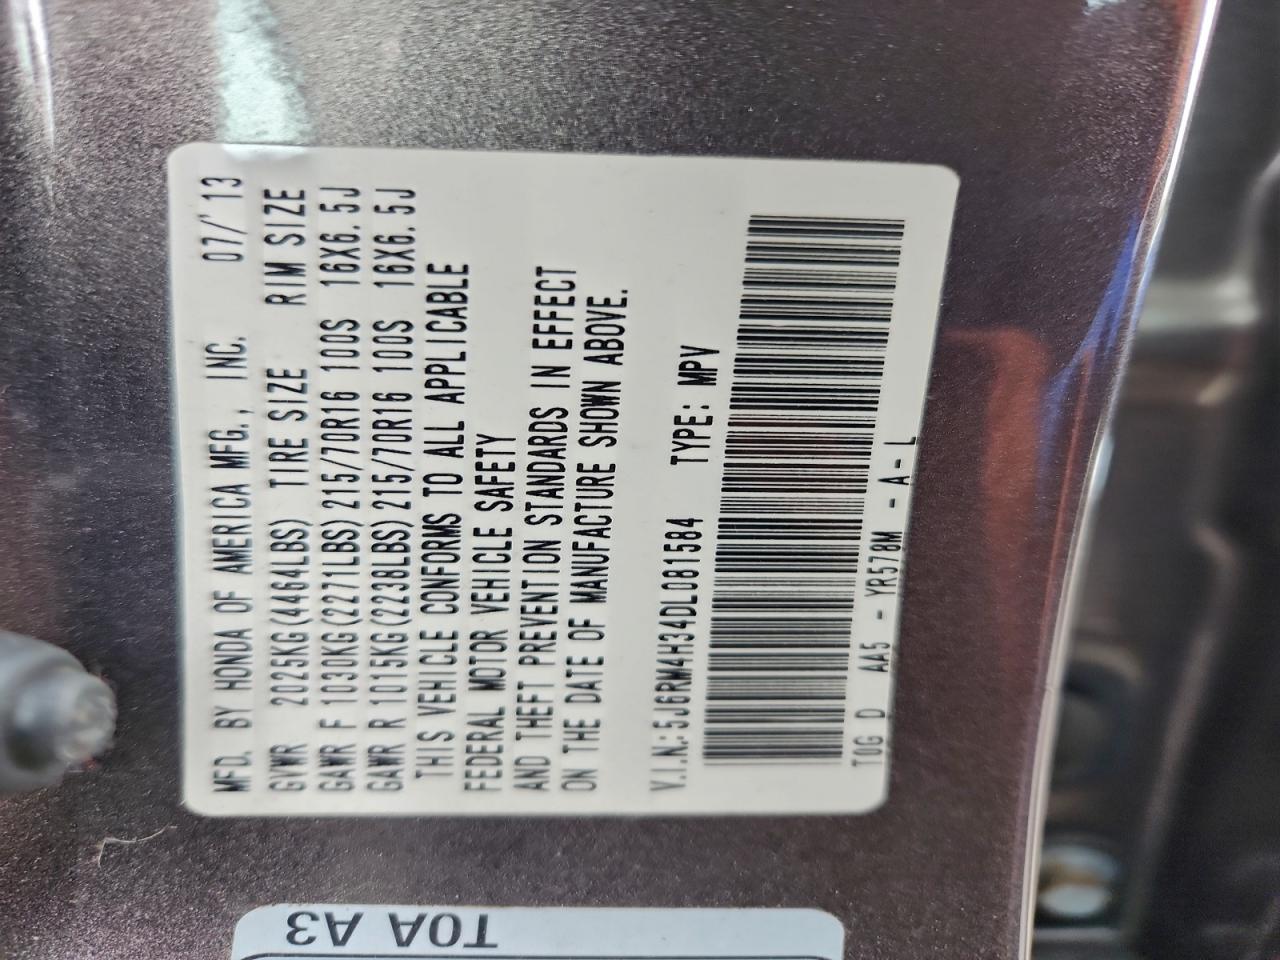 MFD. BY HONDA OF AMERICA MFG., INC. 07/'13
GVWR 2025KG(4464LBS) TIRE SIZE RIM SIZE
GAWR F 1030KG(2271LBS) 215/70R16 100S 16X6.5J
GAWR R 1015KG(2238LBS) 215/70R16 100S 16X6.5J
THIS VEHICLE CONFORMS TO ALL APPLICABLE
FEDERAL MOTOR VEHICLE SAFETY
AND THEFT PREVENTION STANDARDS IN EFFECT
ON THE DATE OF MANUFACTURE SHOWN ABOVE.
V.I.N.:5J6RM4H34DL081584 TYPE: MPV
T0G D AA5 - YR578M - A - L
T0A A3